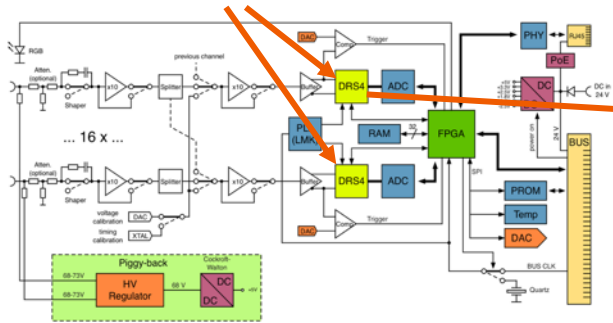 RGB
Atten.
(optional)
Shaper
x10
Splitter
previous channel
x10
Buffer
DAC
Comp
Trigger
DRS4
ADC
PHY
RJ45
PoE
DC
DC in
24 V
24 V
power on
... 16 x ...
(LMK)
RAM
32
FPGA
BUS
SPI
Atten.
(optional)
Shaper
x10
Splitter
x10
Buffer
DRS4
ADC
PROM
Temp
DAC
voltage
calibration
DAC
timing
calibration
XTAL
DAC
Comp
Trigger
BUS CLK
Quartz
Piggy-back
68-73V
68-73V
HV
Regulator
68 V
Cockroft-
Walton
DC
DC
+5V